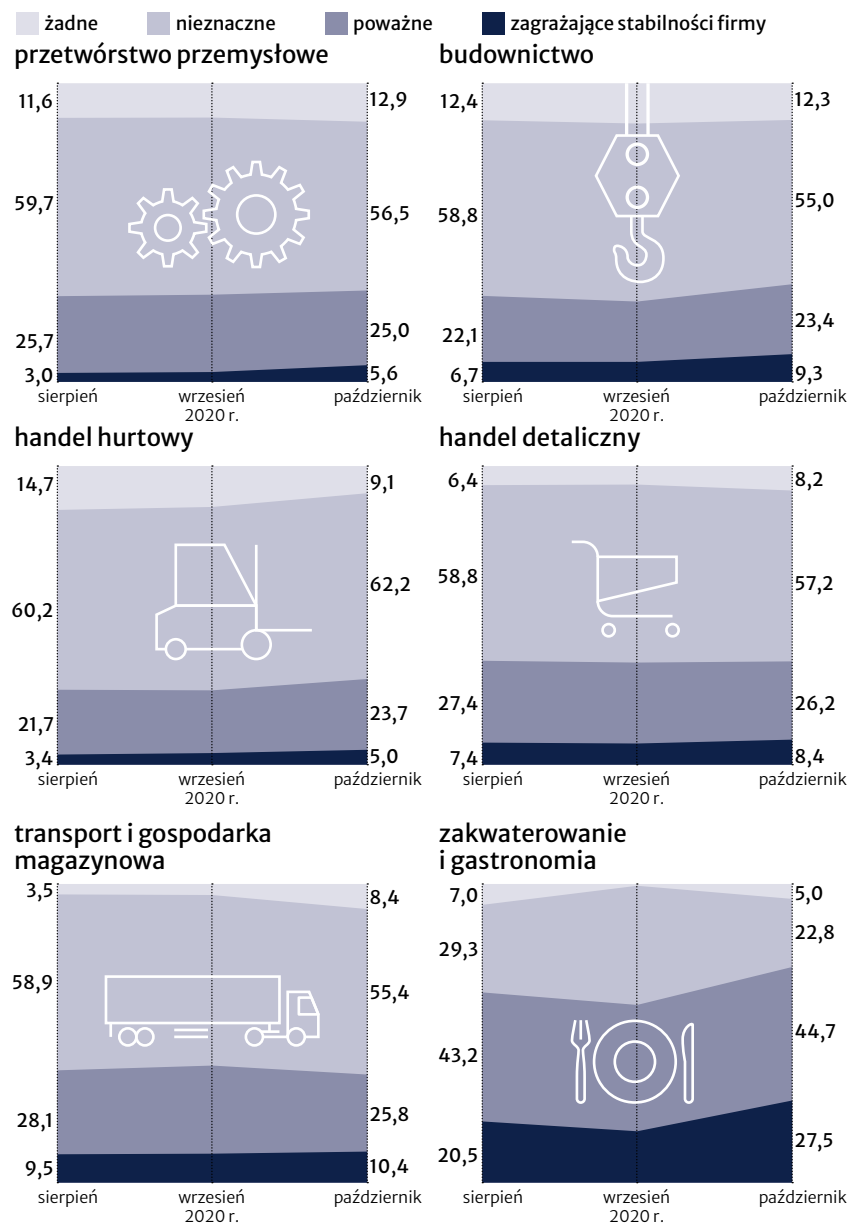 żadne nieznaczne poważne zagrażające stabilności firmy
przetwórstwo przemysłowe
11,6
59,7
25,7
3,0
12,9
56,5
25,0
5,6
sierpień wrzesień październik
2020 r.
budownictwo
12,4
58,8
22,1
6,7
12,3
55,0
23,4
9,3
sierpień wrzesień październik
2020 r.
handel hurtowy
14,7
60,2
21,7
3,4
9,1
62,2
23,7
5,0
sierpień wrzesień październik
2020 r.
handel detaliczny
6,4
58,8
27,4
7,4
8,2
57,2
26,2
8,4
sierpień wrzesień październik
2020 r.
transport i gospodarka
magazynowa
3,5
58,9
28,1
9,5
8,4
55,4
25,8
10,4
sierpień wrzesień październik
2020 r.
zakwaterowanie
i gastronomia
7,0
29,3
43,2
20,5
5,0
22,8
44,7
27,5
sierpień wrzesień październik
2020 r.